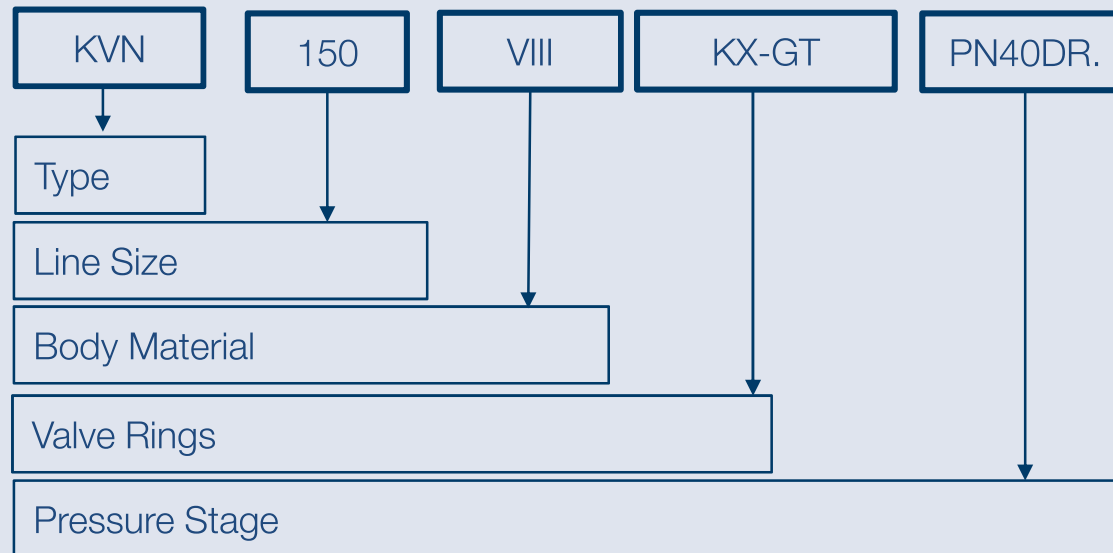 KVN
150
VIII
KX-GT
PN40DR.
Type
Line Size
Body Material
Valve Rings
Pressure Stage